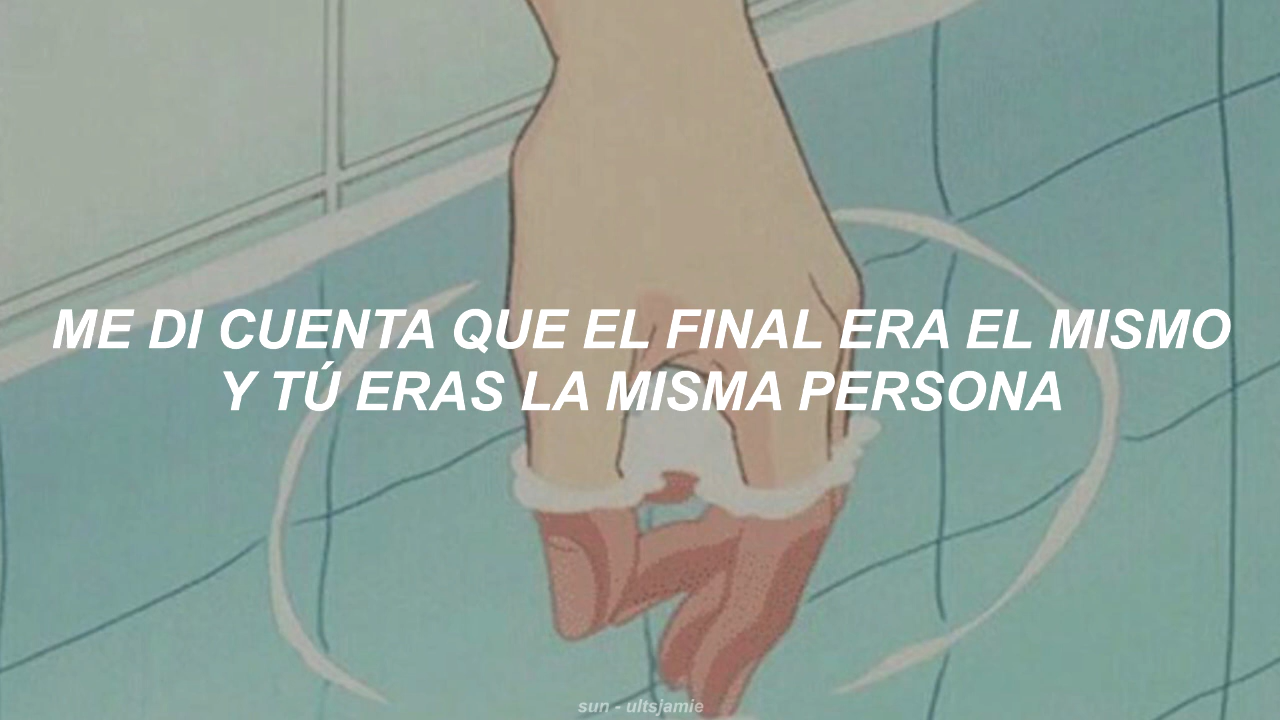 ME DI CUENTA QUE EL FINAL ERA EL MISMO
Y TÚ ERAS LA MISMA PERSONA
sun - ultsjamie